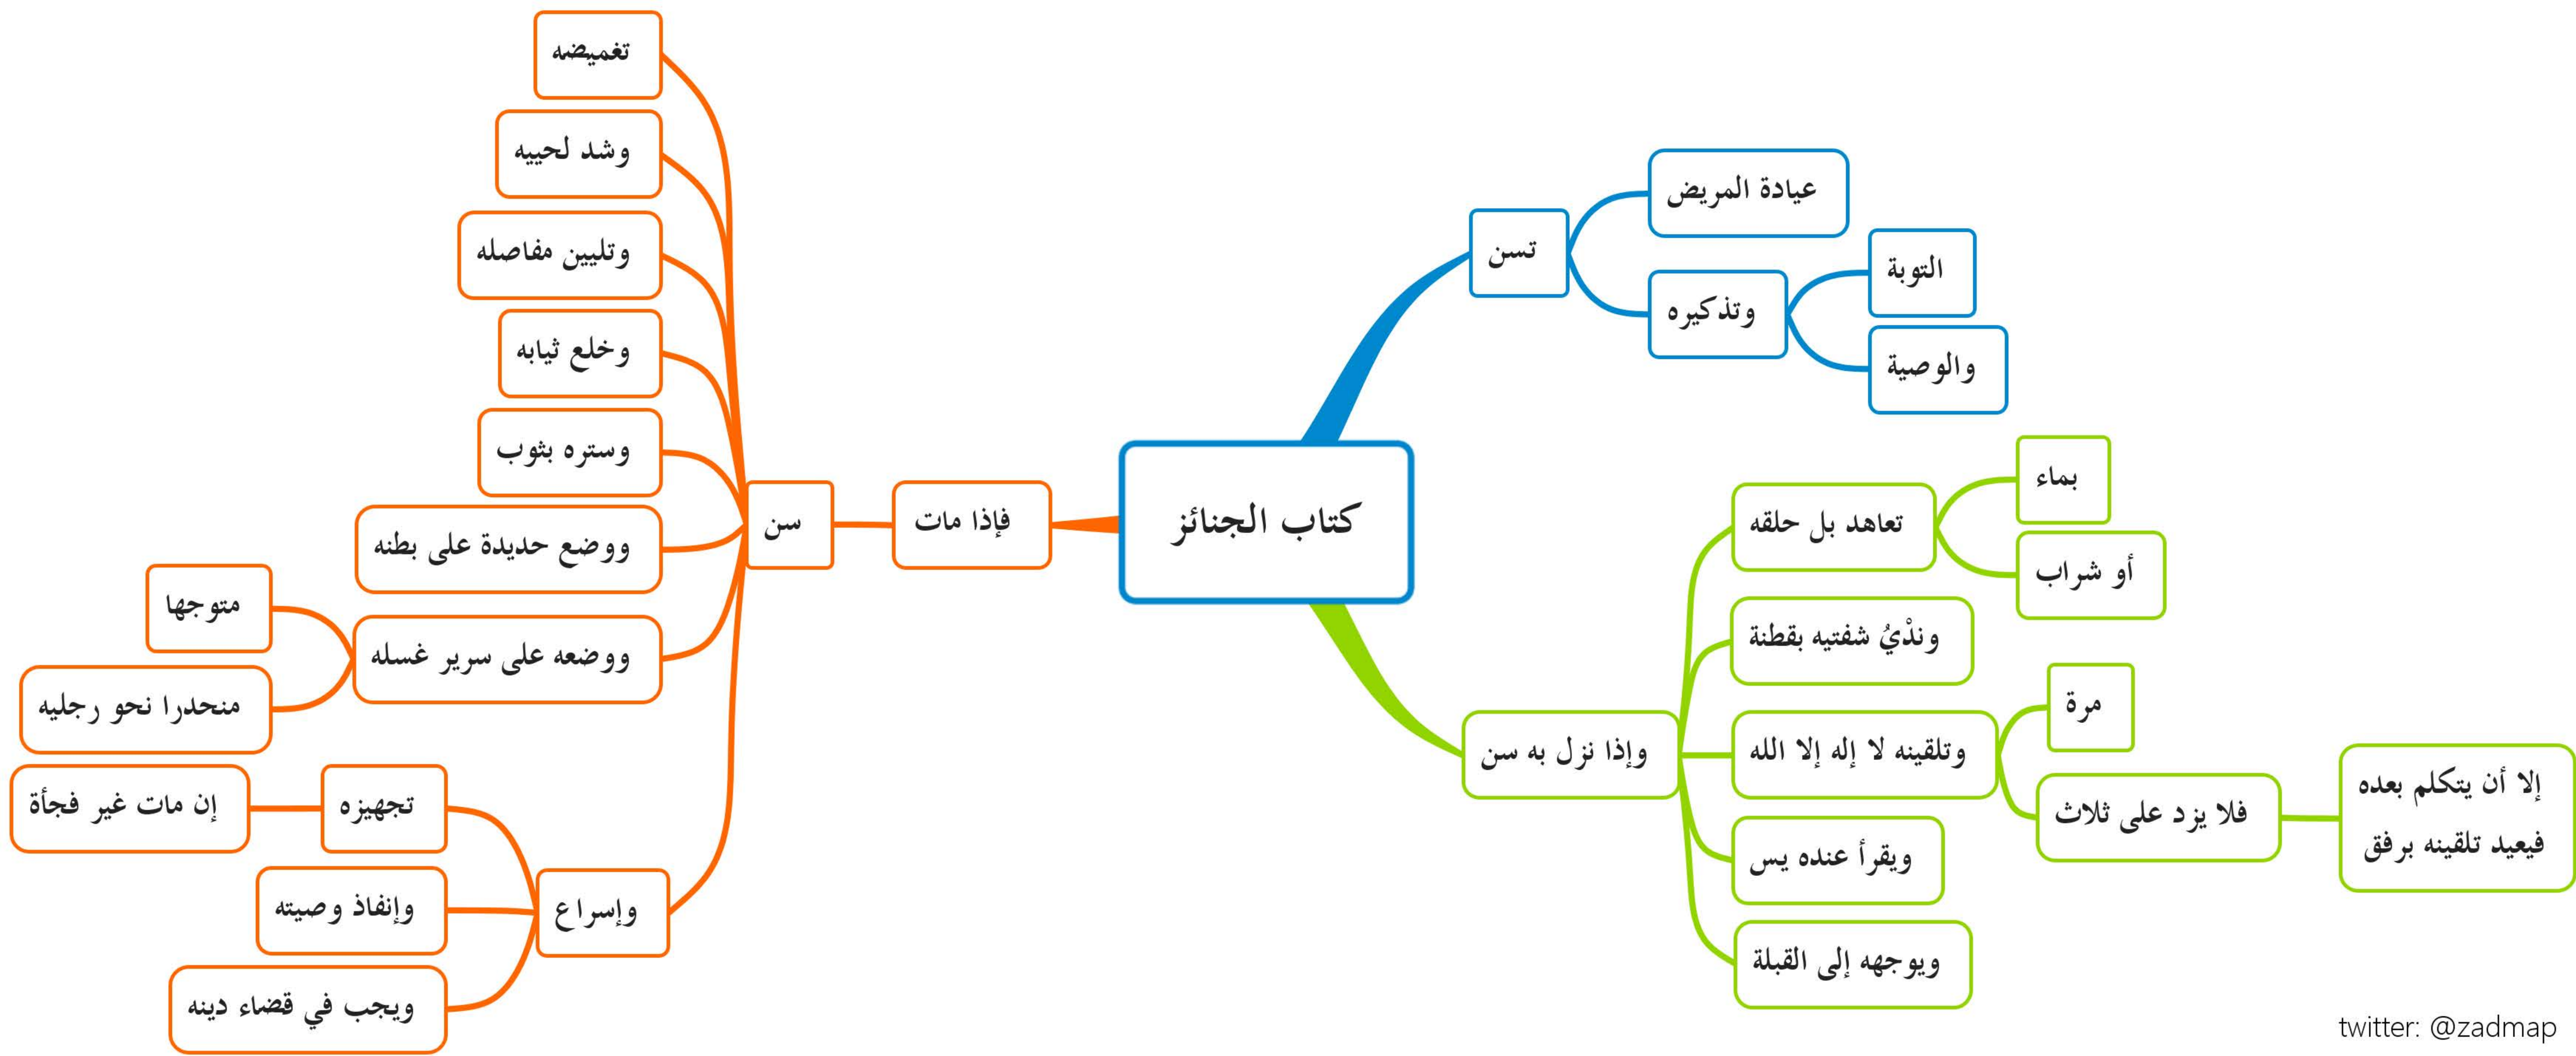 كتاب الجنائز
تسن
عيادة المريض
وتذكيره
التوبة
والوصية
وإذا نزل به سن
تعاهد بل حلقه
بماء
أو شراب
وندْيُ شفتيه بقطنة
وتلقينه لا إله إلا الله
مرة
فلا يزد على ثلاث
إلا أن يتكلم بعده
فيعيد تلقينه برفق
ويقرأ عنده يس
ويوجهه إلى القبلة
فإذا مات
سن
تغميضه
وشد لحييه
وتليين مفاصله
وخلع ثيابه
وستره بثوب
ووضع حديدة على بطنه
ووضعه على سرير غسله
متوجها
منحدرا نحو رجليه
وإسراع
تجهيزه
إن مات غير فجأة
وإنفاذ وصيته
ويجب في قضاء دينه
twitter: @zadmap